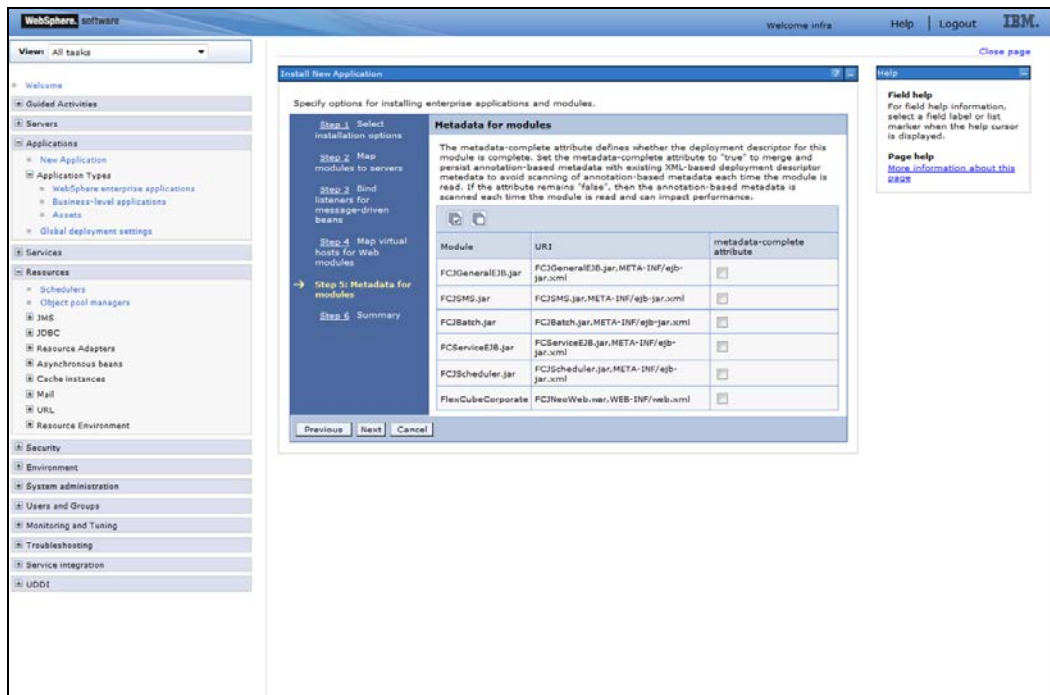 WebSphere. software
Welcome infra
Help | Logout
IBM.
View: All tasks
Close page
Welcome
Guided Activities
Servers
Applications
New Application
Application Types
WebSphere enterprise applications
Business-level applications
Assets
Global deployment settings
Services
Resources
Schedulers
Object pool managers
JMS
JDBC
Resource Adapters
Asynchronous beans
Cache instances
Mail
URL
Resource Environment
Security
Environment
System administration
Users and Groups
Monitoring and Tuning
Troubleshooting
Service integration
UDDI
Install New Application
?
Specify options for installing enterprise applications and modules.
Step 1 Select
installation options
Step 2 Map
modules to servers
Step 3 Bind
listeners for
message-driven
beans
Step 4 Map virtual
hosts for Web
modules
Step 5: Metadata for
modules
Step 6 Summary
Metadata for modules
The metadata-complete attribute defines whether the deployment descriptor for this
module is complete. Set the metadata-complete attribute to "true" to merge and
persist annotation-based metadata with existing XML-based deployment descriptor
metedata to avoid scanning of annotation-based metadata each time the module is
read. If the attribute remains "false", then the annotation-based metadata is
scanned each time the module is read and can impact performance.
Module URI metadata-complete
attribute
FCJGeneralEJB.jar FCJGeneralEJB.jar,META-INF/ejb-
jar.xml
FCJSMS.jar FCJSMS.jar,META-INF/ejb-jar.xml
FCJBatch.jar FCJBatch.jar,META-INF/ejb-jar.xml
FCServiceEJB.jar FCServiceEJB.jar,META-INF/ejb-
jar.xml
FCJScheduler.jar FCJScheduler.jar,META-INF/ejb-
jar.xml
FlexCubeCorporate FCJNeoWeb.war,WEB-INF/web.xml
Previous Next Cancel
Help
Field help
For field help information,
select a field label or list
marker when the help cursor
is displayed.
Page help
More information about this
page